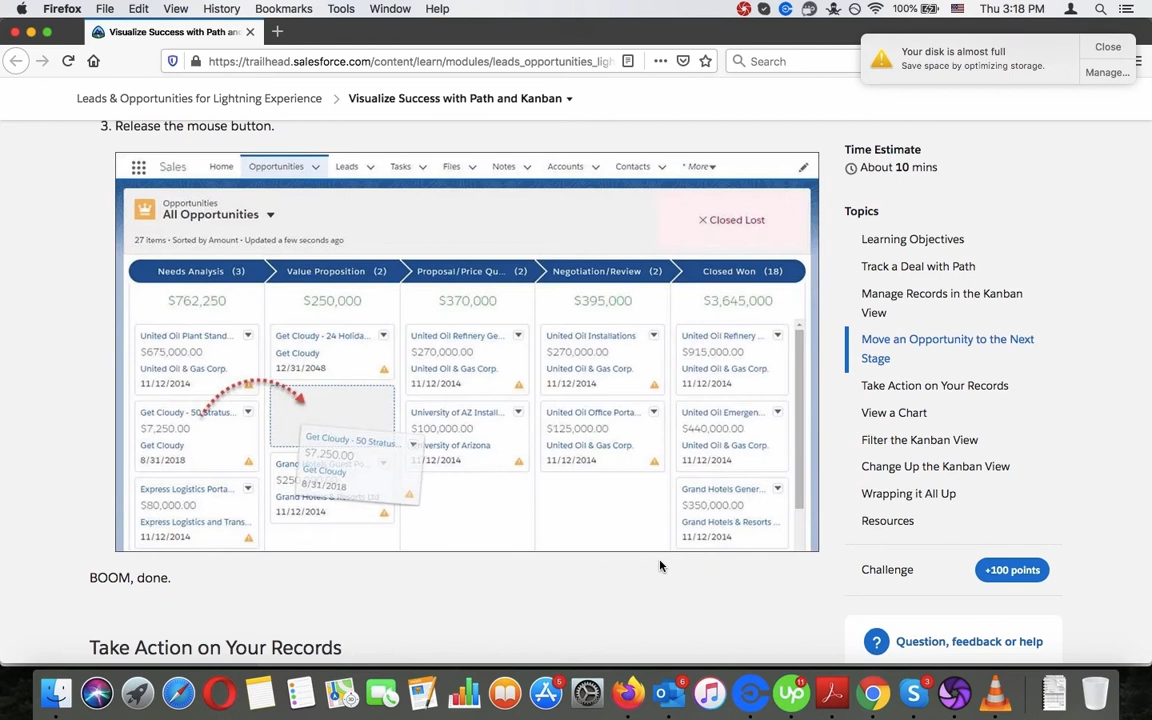 Firefox File Edit View History Bookmarks Tools Window Help 100% Thu 3:18 PM
Visualize Success with Path and
https://trailhead.salesforce.com/content/learn/modules/leads_opportunities_ligh
Search
Your disk is almost full
Save space by optimizing storage.
Close
Manage...
Leads & Opportunities for Lightning Experience > Visualize Success with Path and Kanban
3. Release the mouse button.
Sales Home Opportunities Leads Tasks Files Notes Accounts Contacts * More
Opportunities
All Opportunities
27 items • Sorted by Amount • Updated a few seconds ago
× Closed Lost
Needs Analysis (3) Value Proposition (2) Proposal/Price Qu... (2) Negotiation/Review (2) Closed Won (18)
$762,250 $250,000 $370,000 $395,000 $3,645,000
United Oil Plant Stand...
$675,000.00
United Oil & Gas Corp.
11/12/2014
Get Cloudy - 50 Stratus...
$7,250.00
Get Cloudy
8/31/2018
Express Logistics Porta...
$80,000.00
Express Logistics and Trans...
11/12/2014
Get Cloudy - 24 Holida...
Get Cloudy
12/31/2048
Get Cloudy - 50 Stratus...
$7,250.00
Get Cloudy
8/31/2018
Grand Hotels Guest Po...
Grand Hotels & Resorts Ltd
11/12/2014
United Oil Refinery Ge...
$270,000.00
United Oil & Gas Corp.
11/12/2014
University of AZ Install...
$100,000.00
University of Arizona
11/12/2014
United Oil Installations
$270,000.00
United Oil & Gas Corp.
11/12/2014
United Oil Office Porta...
$125,000.00
United Oil & Gas Corp.
11/12/2014
United Oil Refinery ...
$915,000.00
United Oil & Gas Corp.
11/12/2014
United Oil Emergen...
$440,000.00
United Oil & Gas Corp.
11/12/2014
Grand Hotels Gener...
$350,000.00
Grand Hotels & Resorts ...
11/12/2014
BOOM, done.
Take Action on Your Records
Time Estimate
About 10 mins
Topics
Learning Objectives
Track a Deal with Path
Manage Records in the Kanban
View
Move an Opportunity to the Next
Stage
Take Action on Your Records
View a Chart
Filter the Kanban View
Change Up the Kanban View
Wrapping it All Up
Resources
Challenge +100 points
? Question, feedback or help
5 6 11 3